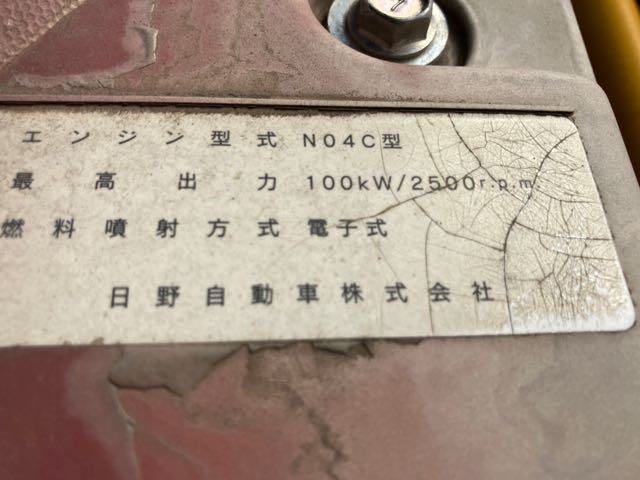 エンジン型式 N04C型
最高出力 100kW/2500r.p.m.
燃料噴射方式 電子式
日野自動車株式会社